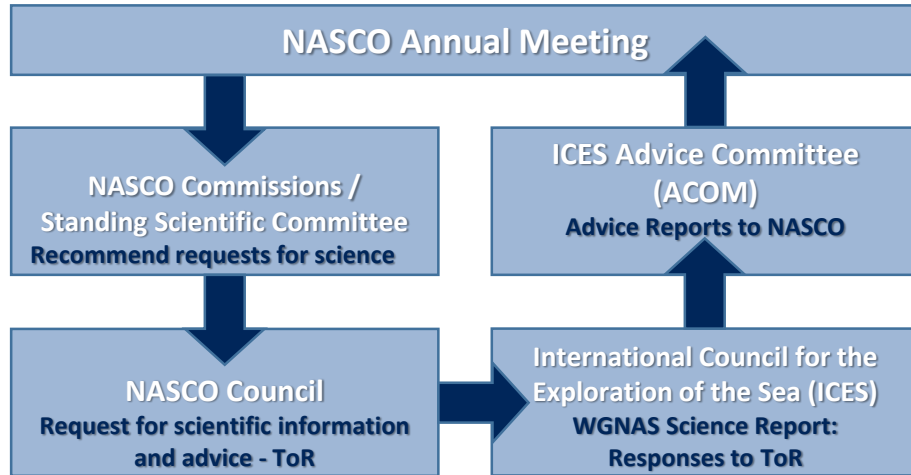 NASCO Annual Meeting
NASCO Commissions /
Standing Scientific Committee
Recommend requests for science
NASCO Council
Request for scientific information
and advice - ToR
International Council for the
Exploration of the Sea (ICES)
WGNAS Science Report:
Responses to ToR
ICES Advice Committee
(ACOM)
Advice Reports to NASCO